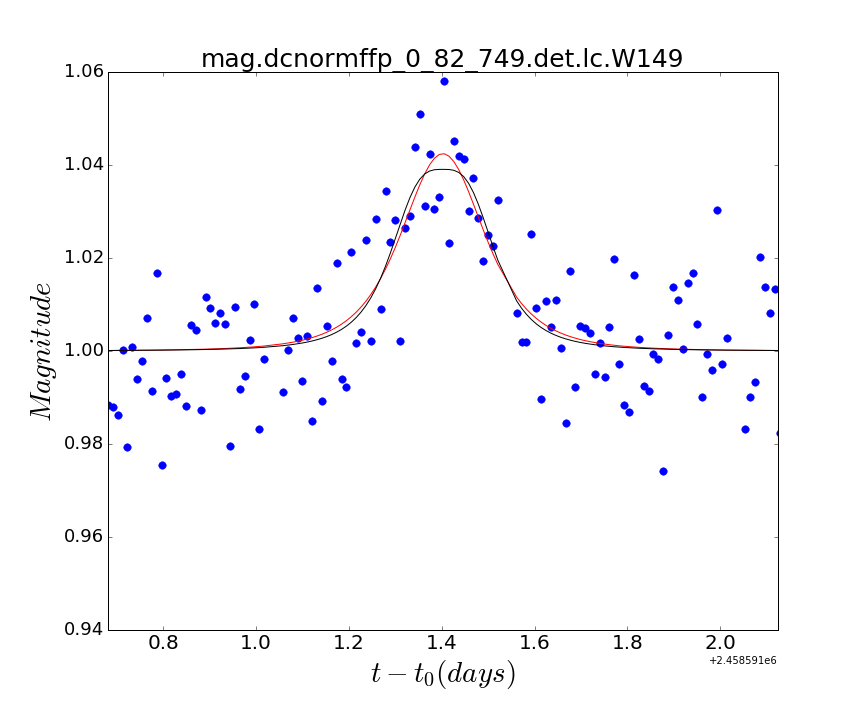 mag.dcnormffp_0_82_749.det.lc.W149
1.06
1.04
1.02
1.00
0.98
0.96
0.94
Magnitude
0.8 1.0 1.2 1.4 1.6 1.8 2.0
+2.458591e6
t − t₀(days)